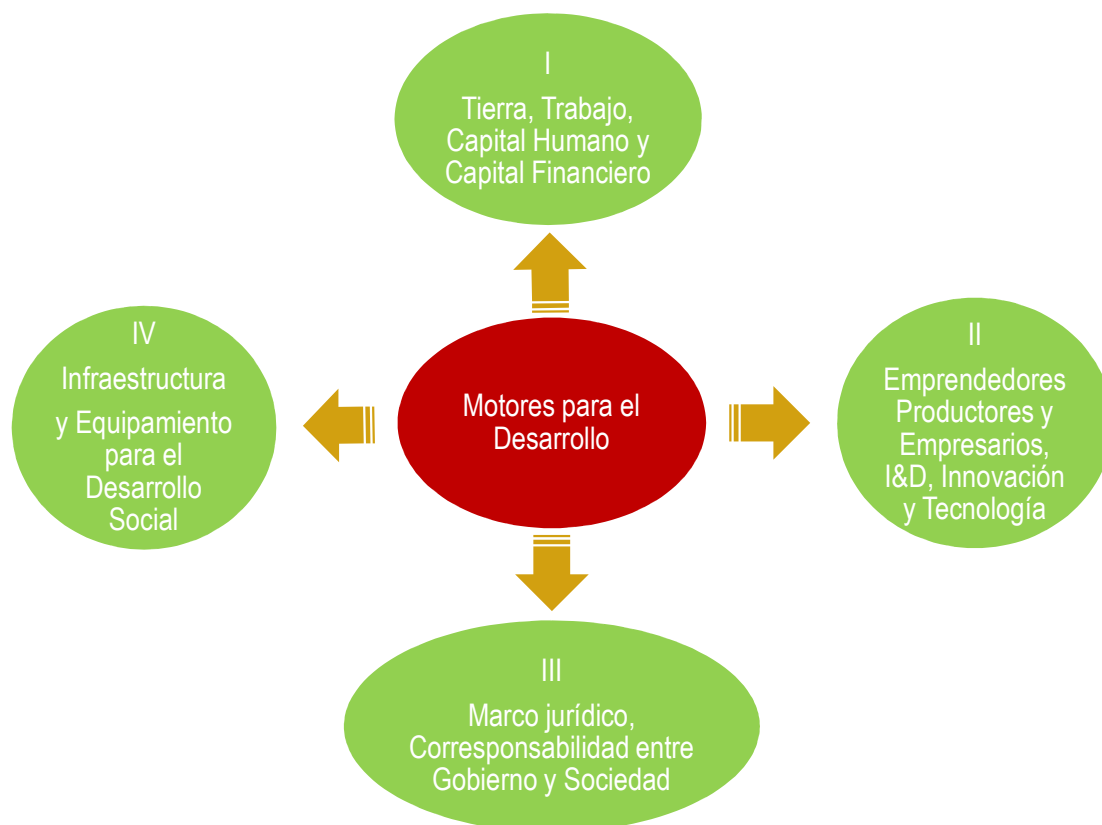 I
Tierra, Trabajo,
Capital Humano y
Capital Financiero
IV
Infraestructura
y Equipamiento
para el
Desarrollo
Social
Motores para el
Desarrollo
II
Emprendedores
Productores y
Empresarios,
I&D, Innovación
y Tecnología
III
Marco jurídico,
Corresponsabilidad entre
Gobierno y Sociedad